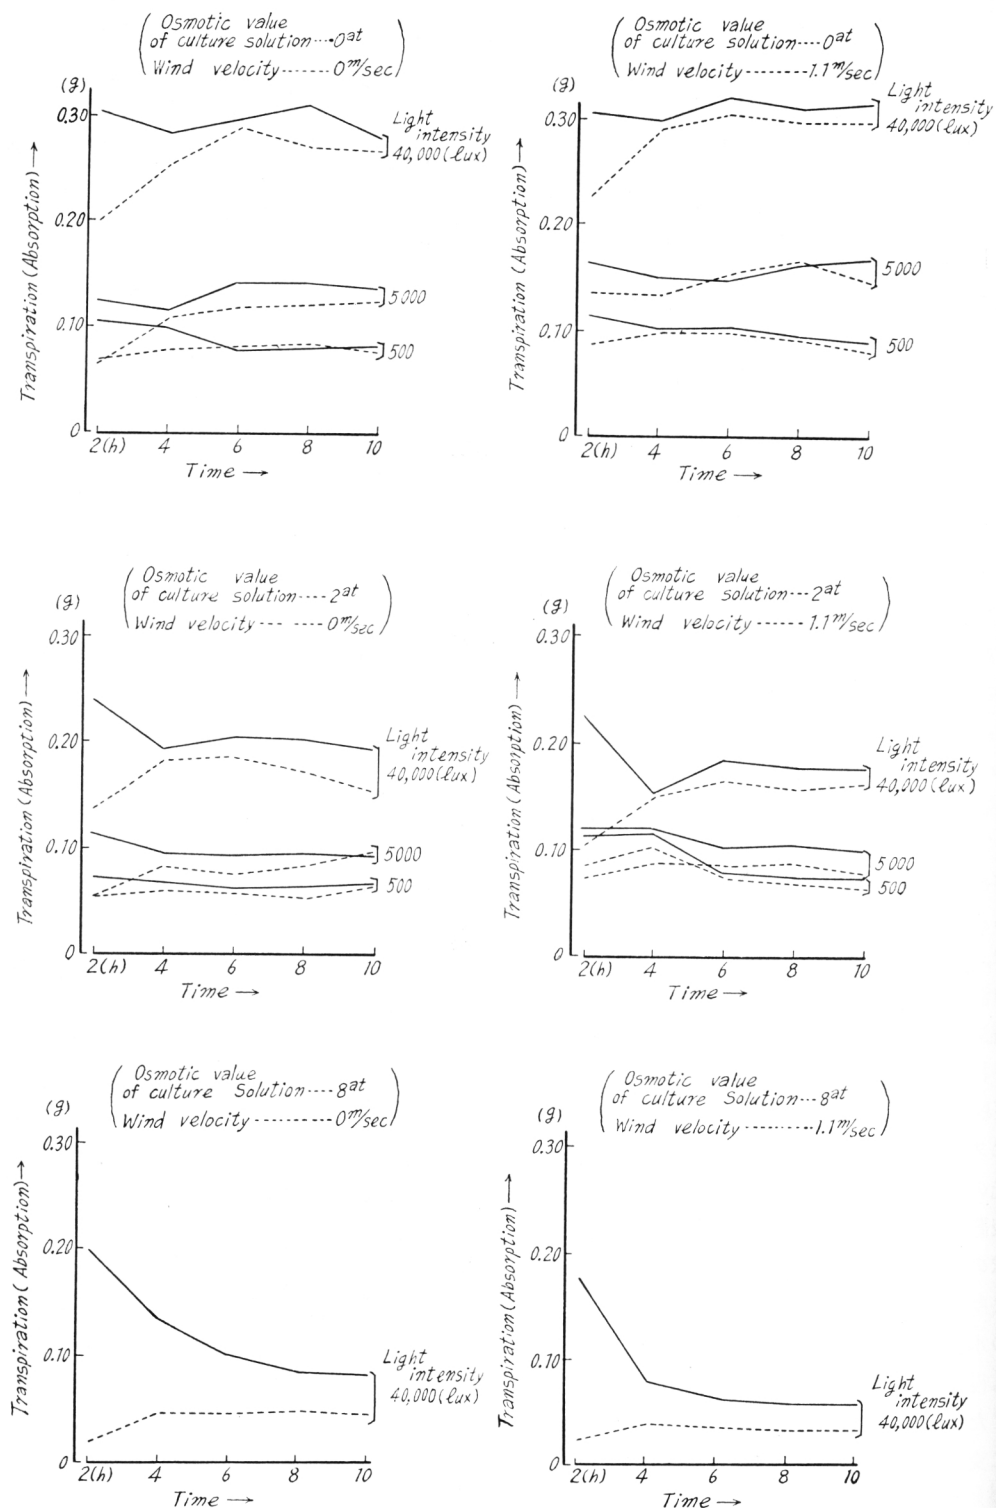 Osmotic value
of culture solution----0at
Wind velocity------0m/sec
(g)
0.30
0.20
0.10
0
Transpiration (Absorption)→
Light
intensity
40,000(lux)
5000
500
2(h) 4 6 8 10
Time →
Osmotic value
of culture solution----0at
Wind velocity-------1.1m/sec
(g)
0.30
0.20
0.10
0
Transpiration (Absorption)→
Light
intensity
40,000(lux)
5000
500
2(h) 4 6 8 10
Time →
Osmotic value
of culture solution----2at
Wind velocity-- ----0m/sec
(g)
0.30
0.20
0.10
0
Transpiration (Absorption)→
Light
intensity
40,000(lux)
5000
500
2(h) 4 6 8 10
Time →
Osmotic value
of culture solution---2at
Wind velocity------1.1m/sec
(g)
0.30
0.20
0.10
0
Transpiration (Absorption)→
Light
intensity
40,000(lux)
5000
500
2(h) 4 6 8 10
Time →
Osmotic value
of culture Solution----8at
Wind velocity--------0m/sec
(g)
0.30
0.20
0.10
0
Transpiration (Absorption)→
Light
intensity
40,000(lux)
2(h) 4 6 8 10
Time →
Osmotic value
of culture Solution---8at
Wind velocity--------1.1m/sec
(g)
0.30
0.20
0.10
0
Transpiration (Absorption)→
Light
intensity
40,000(lux)
2(h) 4 6 8 10
Time →